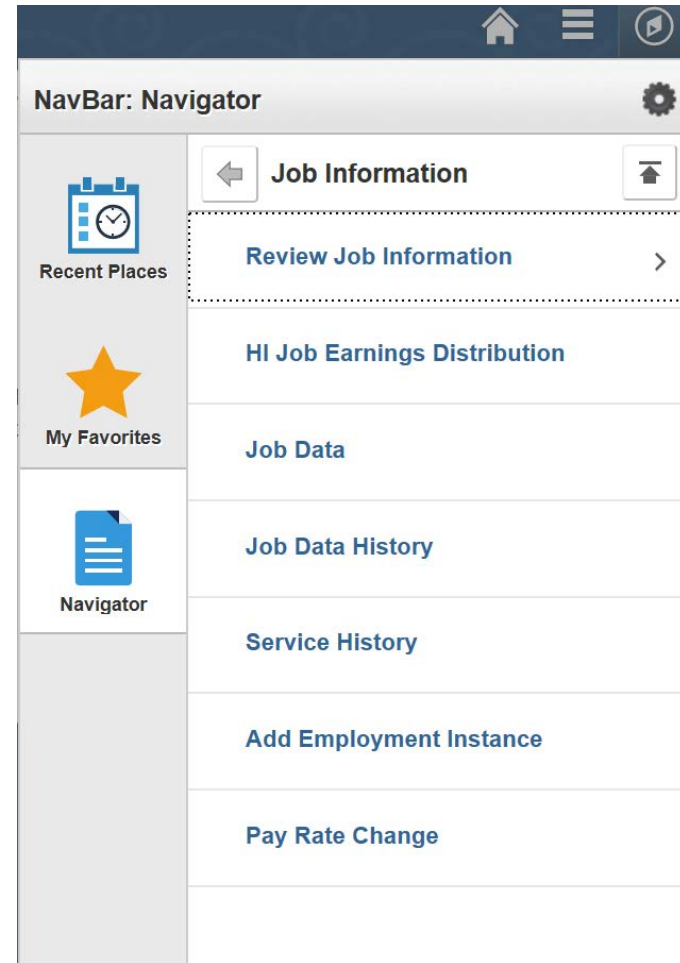 NavBar: Navigator
Recent Places
My Favorites
Navigator
Job Information
Review Job Information
HI Job Earnings Distribution
Job Data
Job Data History
Service History
Add Employment Instance
Pay Rate Change